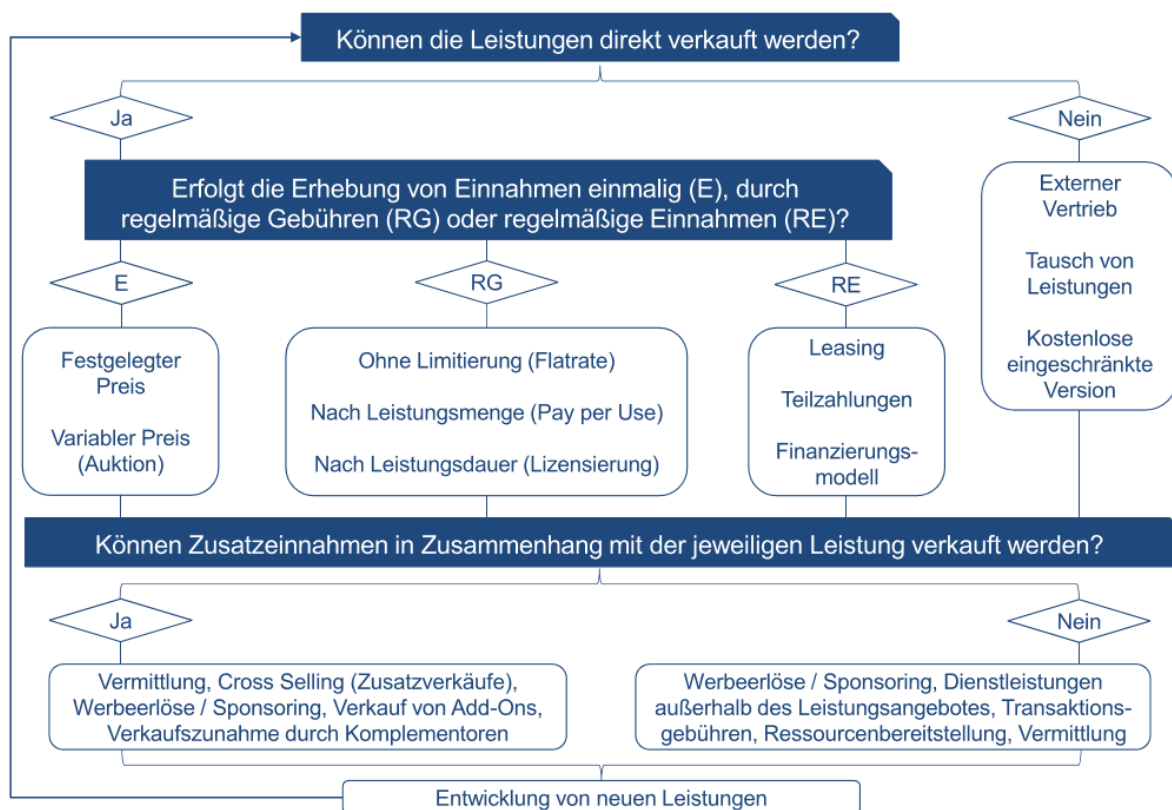 Können die Leistungen direkt verkauft werden?
Ja
Nein
Erfolgt die Erhebung von Einnahmen einmalig (E), durch
regelmäßige Gebühren (RG) oder regelmäßige Einnahmen (RE)?
Externer
Vertrieb
Tausch von
Leistungen
Kostenlose
eingeschränkte
Version
E
RG
RE
Festgelegter
Preis
Variabler Preis
(Auktion)
Ohne Limitierung (Flatrate)
Nach Leistungsmenge (Pay per Use)
Nach Leistungsdauer (Lizensierung)
Leasing
Teilzahlungen
Finanzierungs-
modell
Können Zusatzeinnahmen in Zusammenhang mit der jeweiligen Leistung verkauft werden?
Ja
Nein
Vermittlung, Cross Selling (Zusatzverkäufe),
Werbeerlöse / Sponsoring, Verkauf von Add-Ons,
Verkaufszunahme durch Komplementoren
Werbeerlöse / Sponsoring, Dienstleistungen
außerhalb des Leistungsangebotes, Transaktions-
gebühren, Ressourcenbereitstellung, Vermittlung
Entwicklung von neuen Leistungen